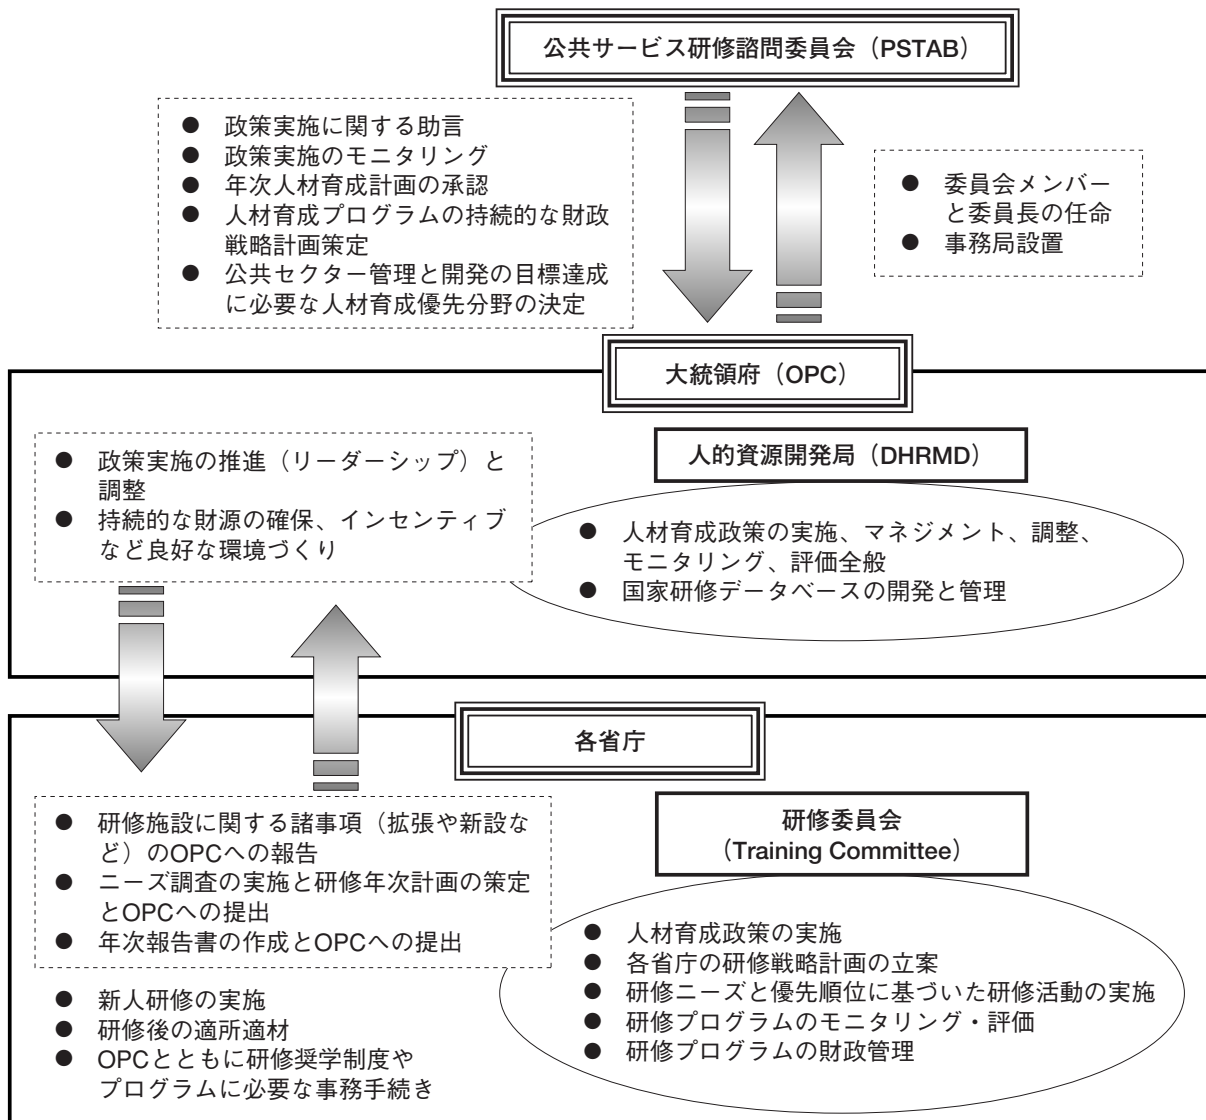 公共サービス研修諮問委員会（PSTAB）
● 政策実施に関する助言
● 政策実施のモニタリング
● 年次人材育成計画の承認
● 人材育成プログラムの持続的な財政
戦略計画策定
● 公共セクター管理と開発の目標達成
に必要な人材育成優先分野の決定
● 委員会メンバー
と委員長の任命
● 事務局設置
大統領府（OPC）
● 政策実施の推進（リーダーシップ）と
調整
● 持続的な財源の確保、インセンティブ
など良好な環境づくり
人的資源開発局（DHRMD）
● 人材育成政策の実施、マネジメント、調整、
モニタリング、評価全般
● 国家研修データベースの開発と管理
各省庁
● 研修施設に関する諸事項（拡張や新設な
ど）のOPCへの報告
● ニーズ調査の実施と研修年次計画の策定
とOPCへの提出
● 年次報告書の作成とOPCへの提出
● 新人研修の実施
● 研修後の適所適材
● OPCとともに研修奨学制度や
プログラムに必要な事務手続き
研修委員会
（Training Committee）
● 人材育成政策の実施
● 各省庁の研修戦略計画の立案
● 研修ニーズと優先順位に基づいた研修活動の実施
● 研修プログラムのモニタリング・評価
● 研修プログラムの財政管理